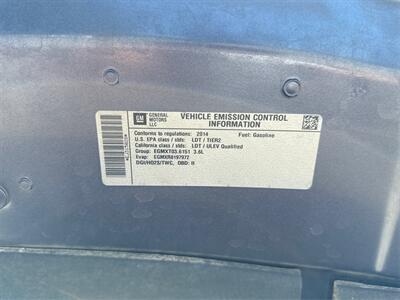 GM
GENERAL MOTORS LLC
VEHICLE EMISSION CONTROL INFORMATION
Conforms to regulations: 2014 Fuel: Gasoline
U.S. EPA class / stds: LDT / TIER2
California class / stds: LDT / ULEV Qualified
Group: EGMXT03.6151 3.6L
Evap: EGMXR0197972
DGI/HO2S/TWC, OBD: II